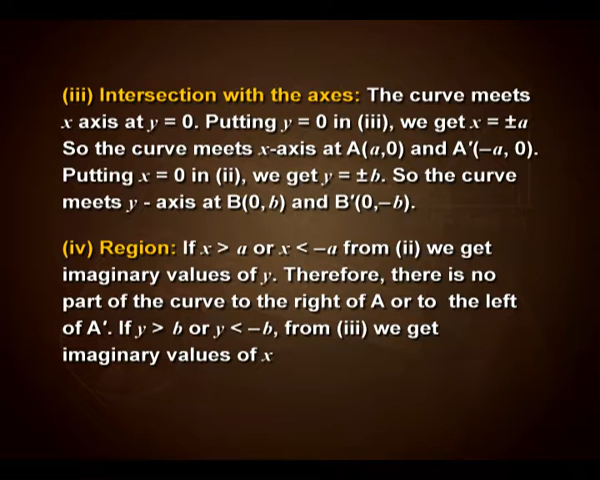 (iii) Intersection with the axes: The curve meets
x axis at y = 0. Putting y = 0 in (iii), we get x = ±a
So the curve meets x-axis at A(a,0) and A′(−a, 0).
Putting x = 0 in (ii), we get y = ±b. So the curve
meets y - axis at B(0, b) and B′(0,−b).
(iv) Region: If x > a or x < −a from (ii) we get
imaginary values of y. Therefore, there is no
part of the curve to the right of A or to the left
of A′. If y > b or y < −b, from (iii) we get
imaginary values of x